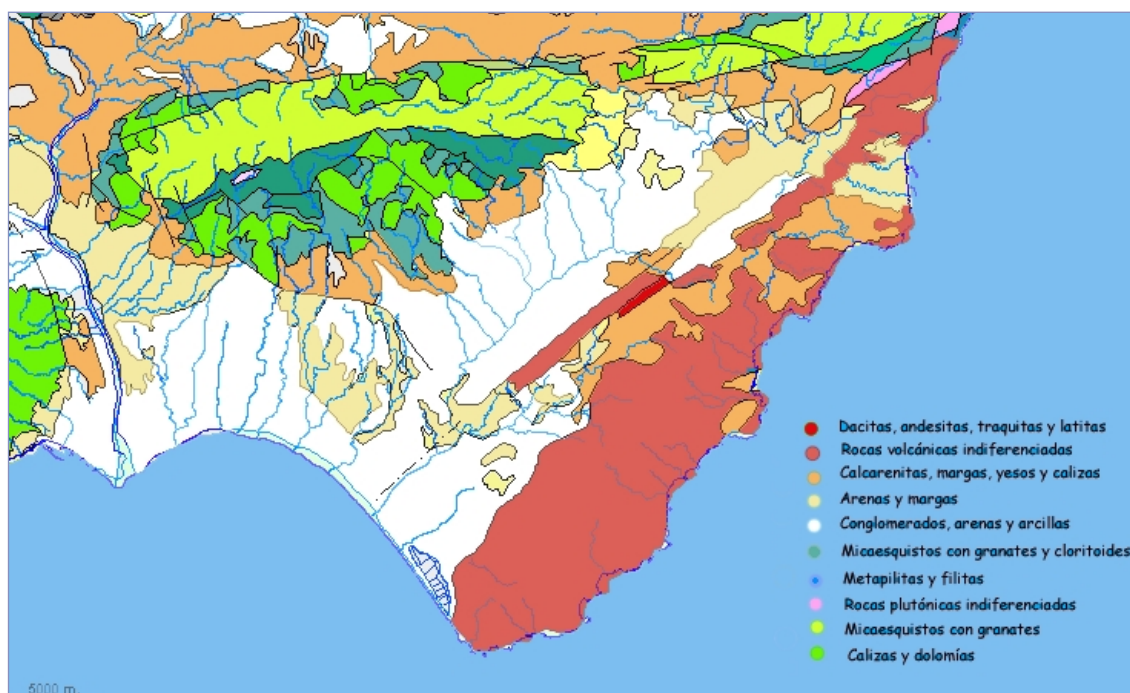 Dacitas, andesitas, traquitas y latitas
Rocas volcánicas indiferenciadas
Calcarenitas, margas, yesos y calizas
Arenas y margas
Conglomerados, arenas y arcillas
Micaesquistos con granates y cloritoides
Metapilitas y filitas
Rocas plutónicas indiferenciadas
Micaesquistos con granates
Calizas y dolomías
5000 m.